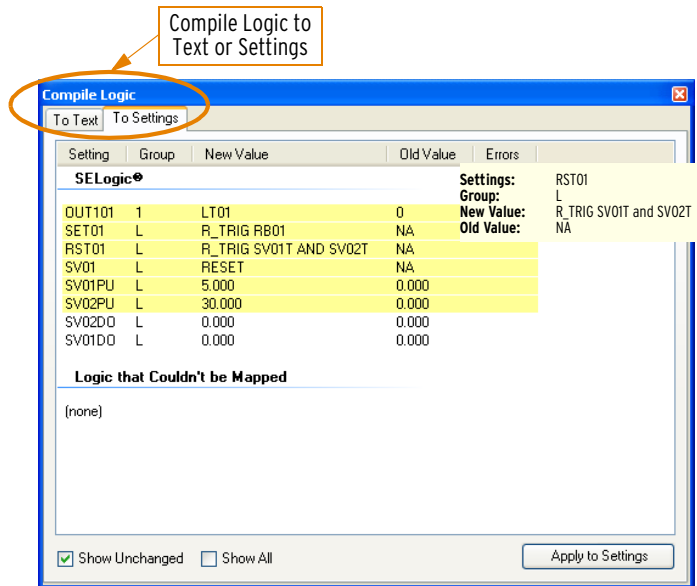 Compile Logic to
Text or Settings
Compile Logic
To Text To Settings
Setting Group New Value Old Value Errors
SELogic®
Settings: RST01
Group: L
New Value: R_TRIG SV01T and SV02T
Old Value: NA
OUT101 1 LT01 0
SET01 L R_TRIG RB01 NA
RST01 L R_TRIG SV01T AND SV02T NA
SV01 L RESET NA
SV01PU L 5.000 0.000
SV02PU L 30.000 0.000
SV02DO L 0.000 0.000
SV01DO L 0.000 0.000
Logic that Couldn't be Mapped
(none)
Show Unchanged Show All Apply to Settings